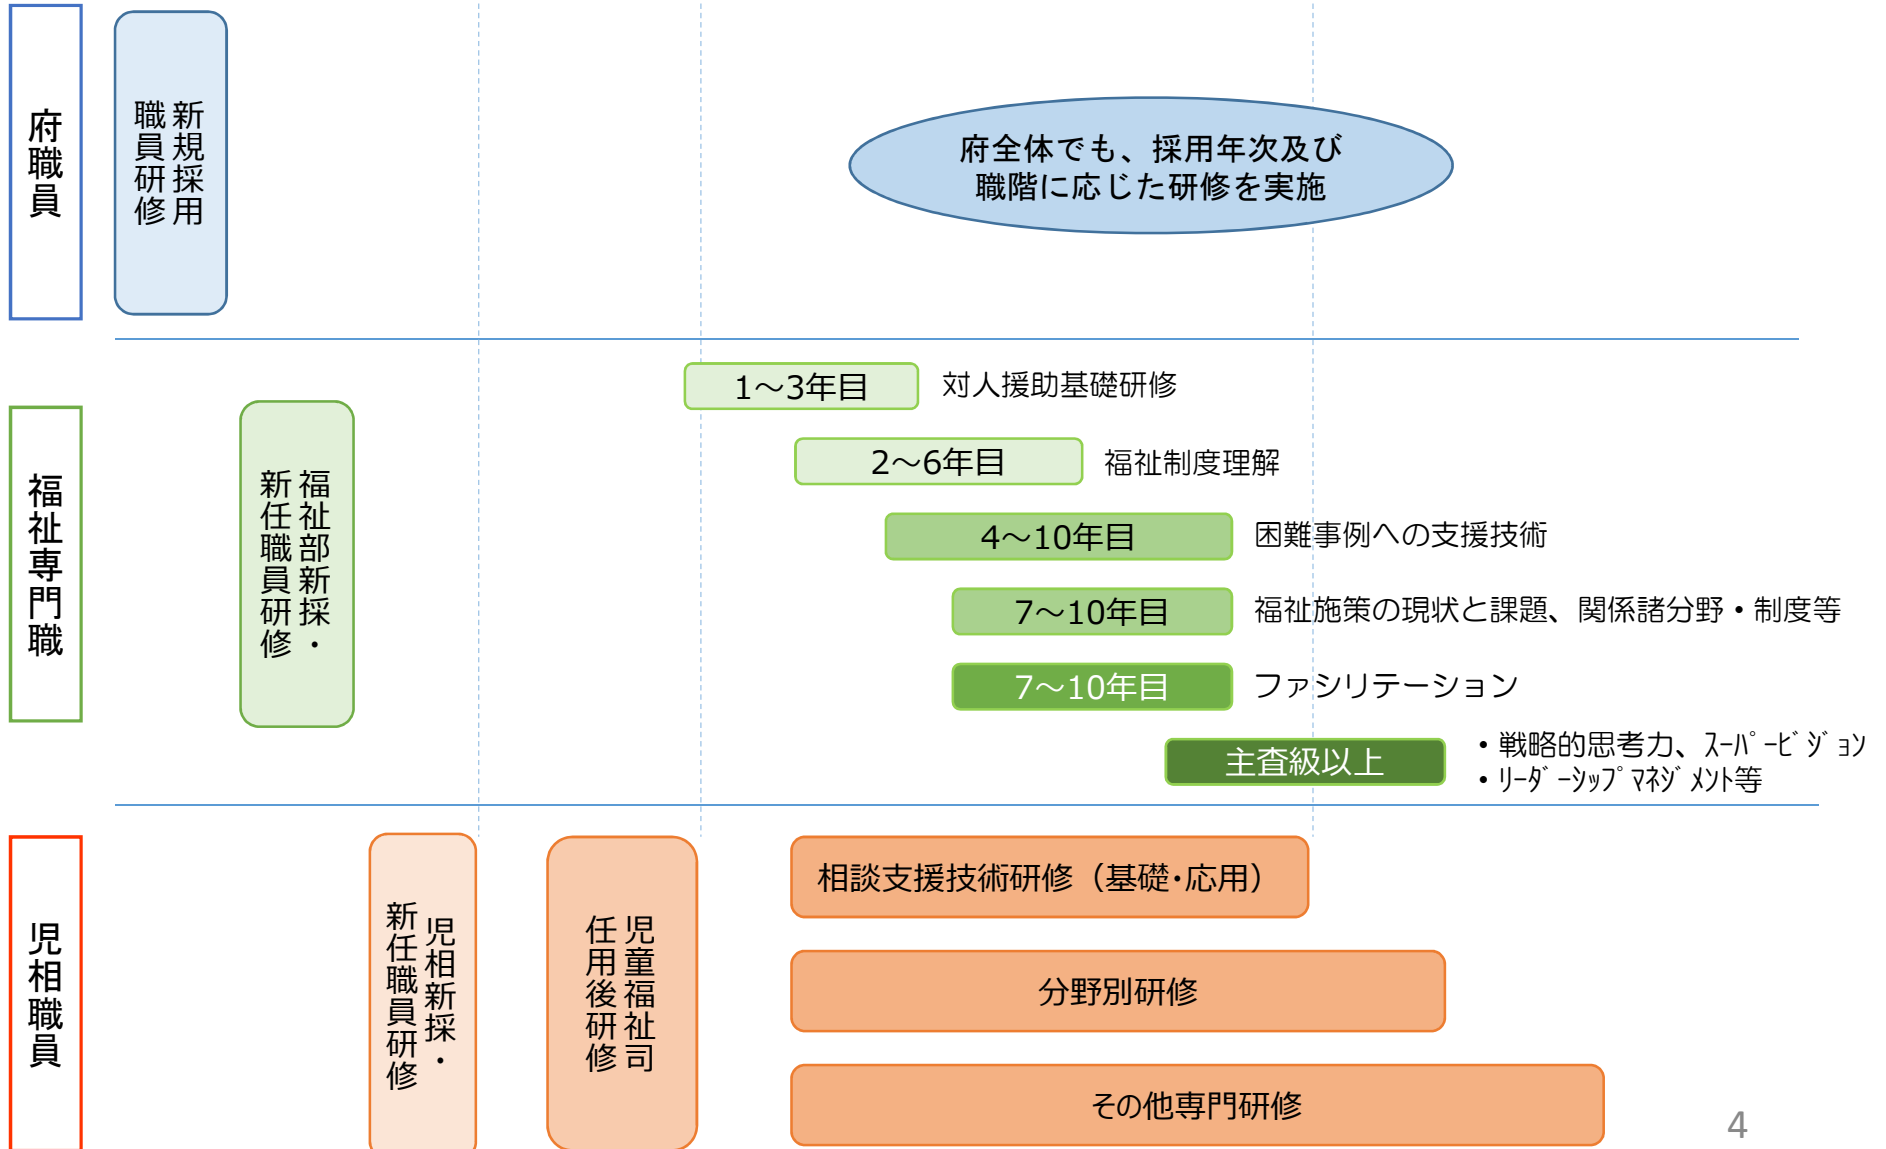 府職員
新規採用
職員研修
府全体でも、採用年次及び
職階に応じた研修を実施
福祉専門職
福祉部新採・
新任職員研修
1～3年目
対人援助基礎研修
2～6年目
福祉制度理解
4～10年目
困難事例への支援技術
7～10年目
福祉施策の現状と課題、関係諸分野・制度等
7～10年目
ファシリテーション
主査級以上
・戦略的思考力、ｽｰﾊﾟｰﾋﾞｼﾞｮﾝ
・ﾘｰﾀﾞｰｼｯﾌﾟﾏﾈｼﾞﾒﾝﾄ等
児相職員
児相新採・
新任職員研修
児童福祉司
任用後研修
相談支援技術研修（基礎・応用）
分野別研修
その他専門研修
4